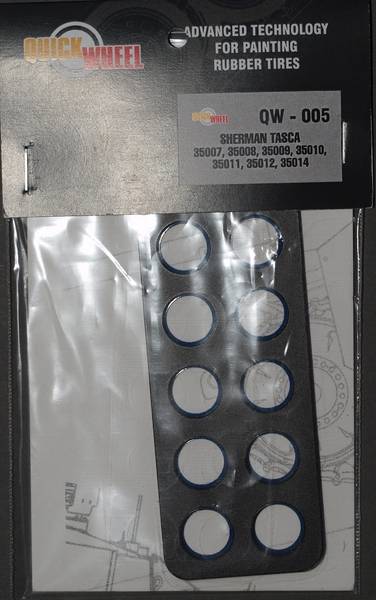 QUICK WHEEL
ADVANCED TECHNOLOGY
FOR PAINTING
RUBBER TIRES
QUICK WHEEL
QW - 005
SHERMAN TASCA
35007, 35008, 35009, 35010,
35011, 35012, 35014